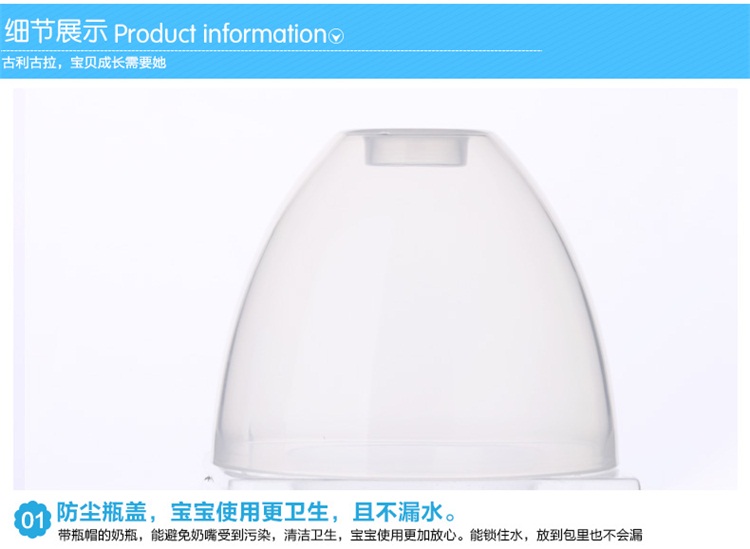 细节展示 Product information
古利古拉，宝贝成长需要她
01 防尘瓶盖，宝宝使用更卫生，且不漏水。
带瓶帽的奶瓶，能避免奶嘴受到污染，清洁卫生，宝宝使用更加放心。能锁住水，放到包里也不会漏